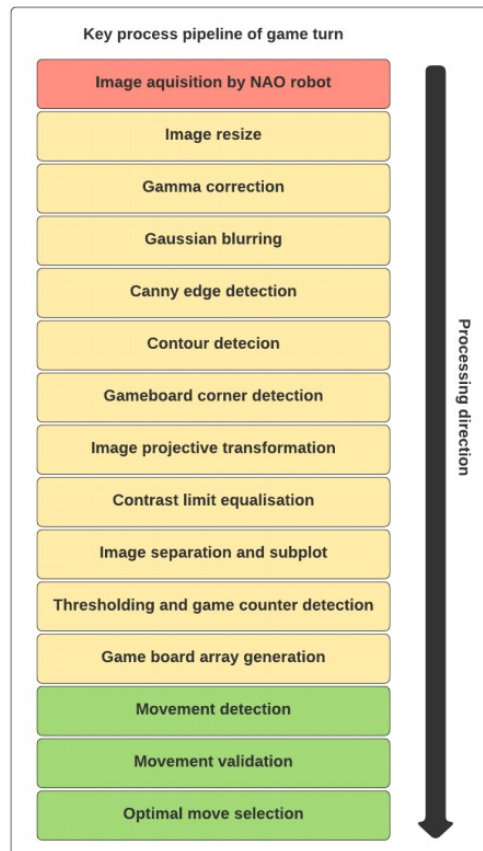 Key process pipeline of game turn
Image aquisition by NAO robot
Image resize
Gamma correction
Gaussian blurring
Canny edge detection
Contour detecion
Gameboard corner detection
Image projective transformation
Contrast limit equalisation
Image separation and subplot
Thresholding and game counter detection
Game board array generation
Movement detection
Movement validation
Optimal move selection
Processing direction